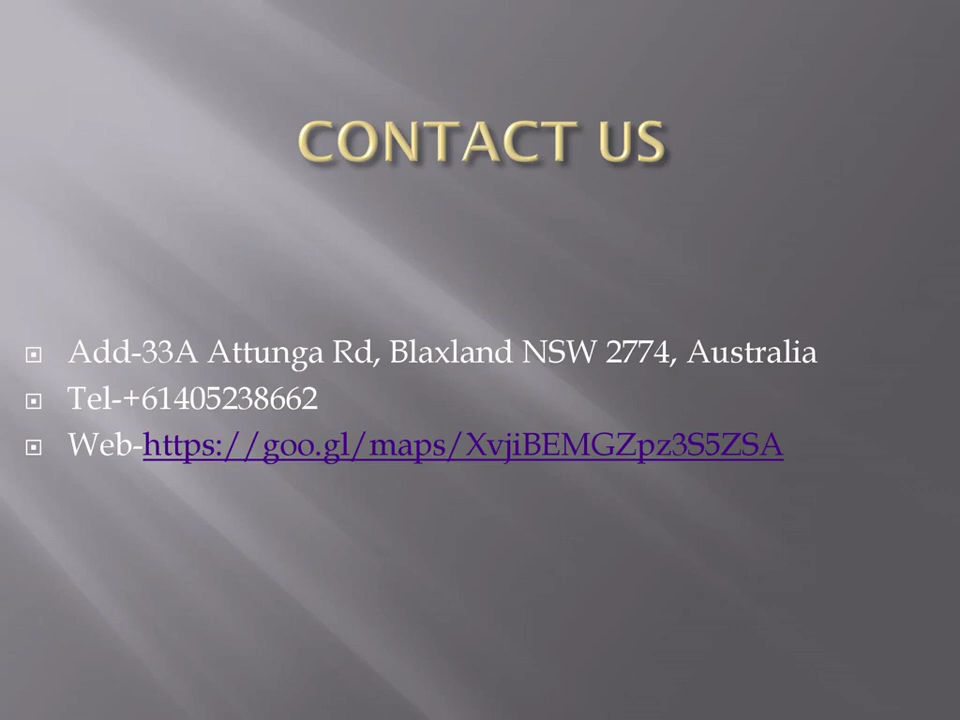 CONTACT US
Add-33A Attunga Rd, Blaxland NSW 2774, Australia
Tel-+61405238662
Web-https://goo.gl/maps/XvjiBEMGZpz3S5ZSA